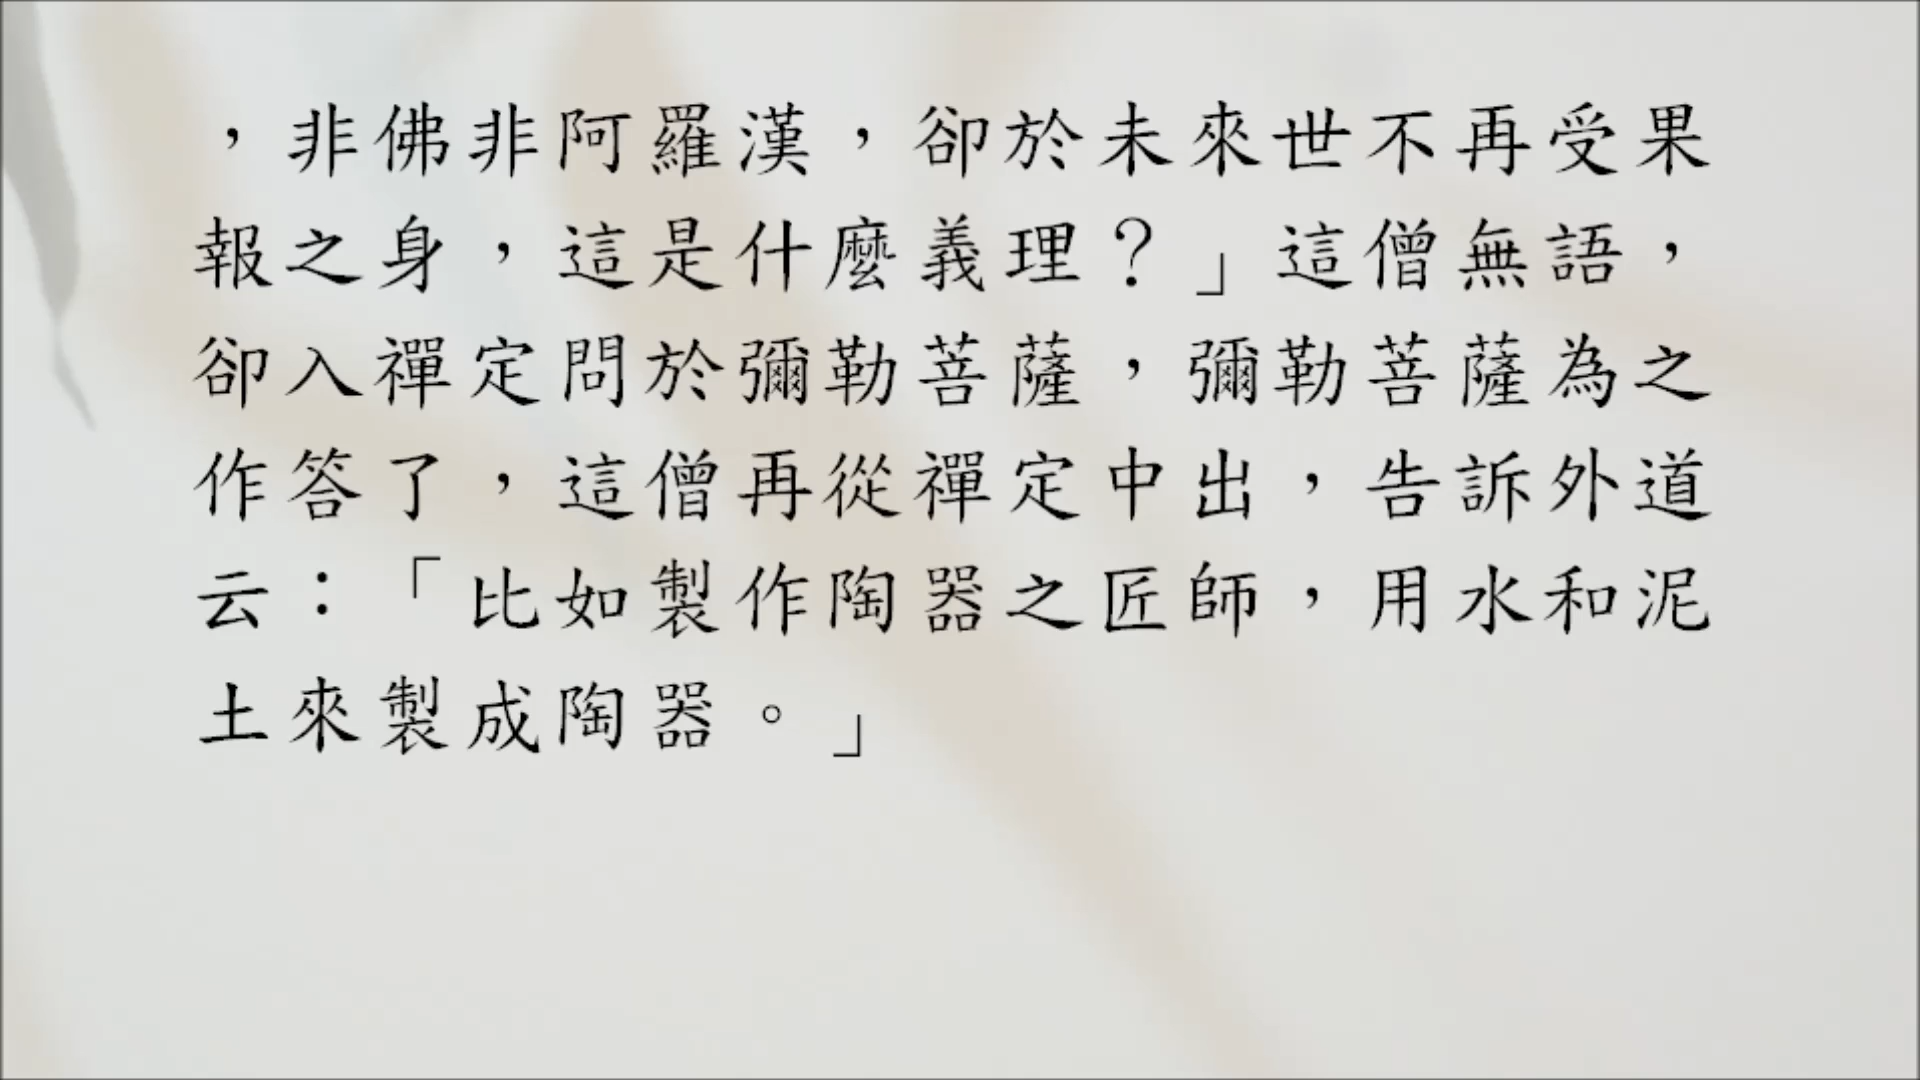 ，非佛非阿羅漢，卻於未來世不再受果
報之身，這是什麼義理？」這僧無語，
卻入禪定問於彌勒菩薩，彌勒菩薩為之
作答了，這僧再從禪定中出，告訴外道
云：「比如製作陶器之匠師，用水和泥
土來製成陶器。」